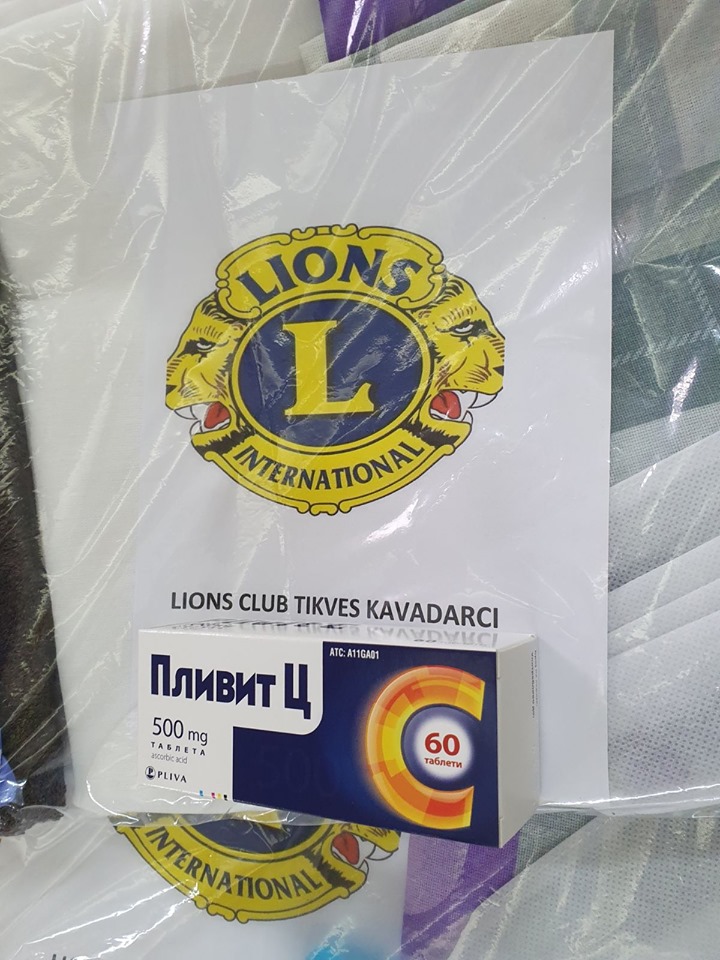 LIONS
L
INTERNATIONAL
LIONS CLUB TIKVES KAVADARCI
ATC: A11GA01
Пливит Ц
500 mg
ТАБЛЕТА
ascorbic acid
PLIVA
60
таблети
INTERNATIONAL